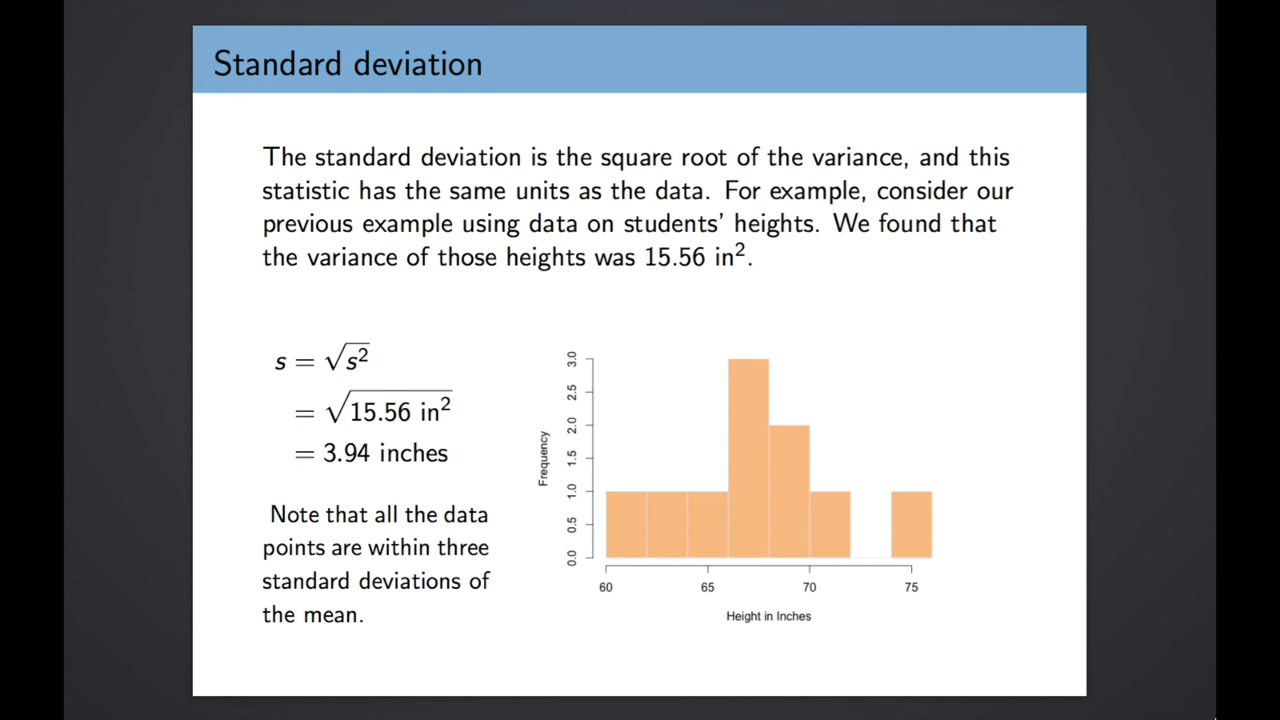 Standard deviation
The standard deviation is the square root of the variance, and this
statistic has the same units as the data. For example, consider our
previous example using data on students' heights. We found that
the variance of those heights was 15.56 in².
s = √s²
= √15.56 in²
= 3.94 inches
Note that all the data
points are within three
standard deviations of
the mean.
Frequency
3.0
2.5
2.0
1.5
1.0
0.5
0.0
60 65 70 75
Height in Inches